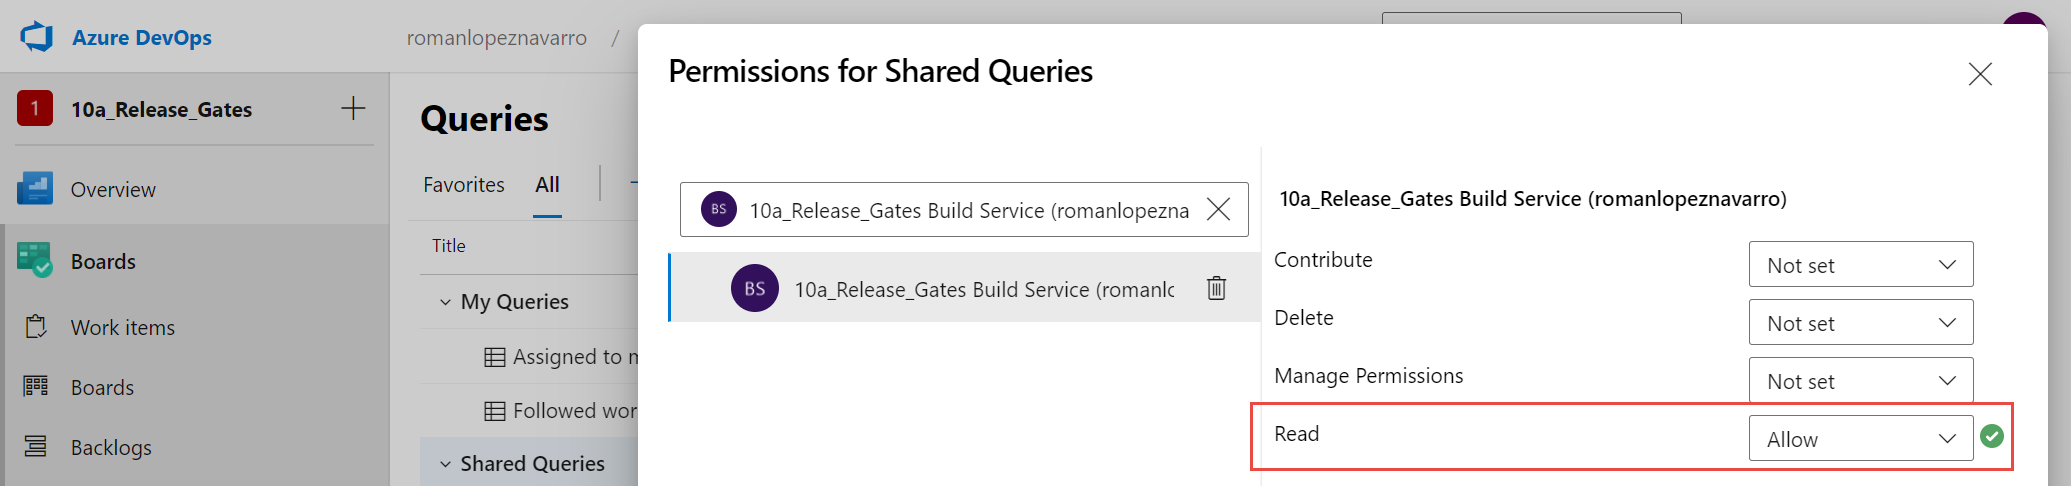 Azure DevOps
romanlopeznavarro /
1 10a_Release_Gates
Overview
Boards
Work items
Boards
Backlogs
Queries
Favorites All
Title
My Queries
Assigned to
Followed
Shared Queries
Permissions for Shared Queries
BS 10a_Release_Gates Build Service (romanlopezna
BS 10a_Release_Gates Build Service (romanlc
10a_Release_Gates Build Service (romanlopeznavarro)
Contribute Not set
Delete Not set
Manage Permissions Not set
Read Allow